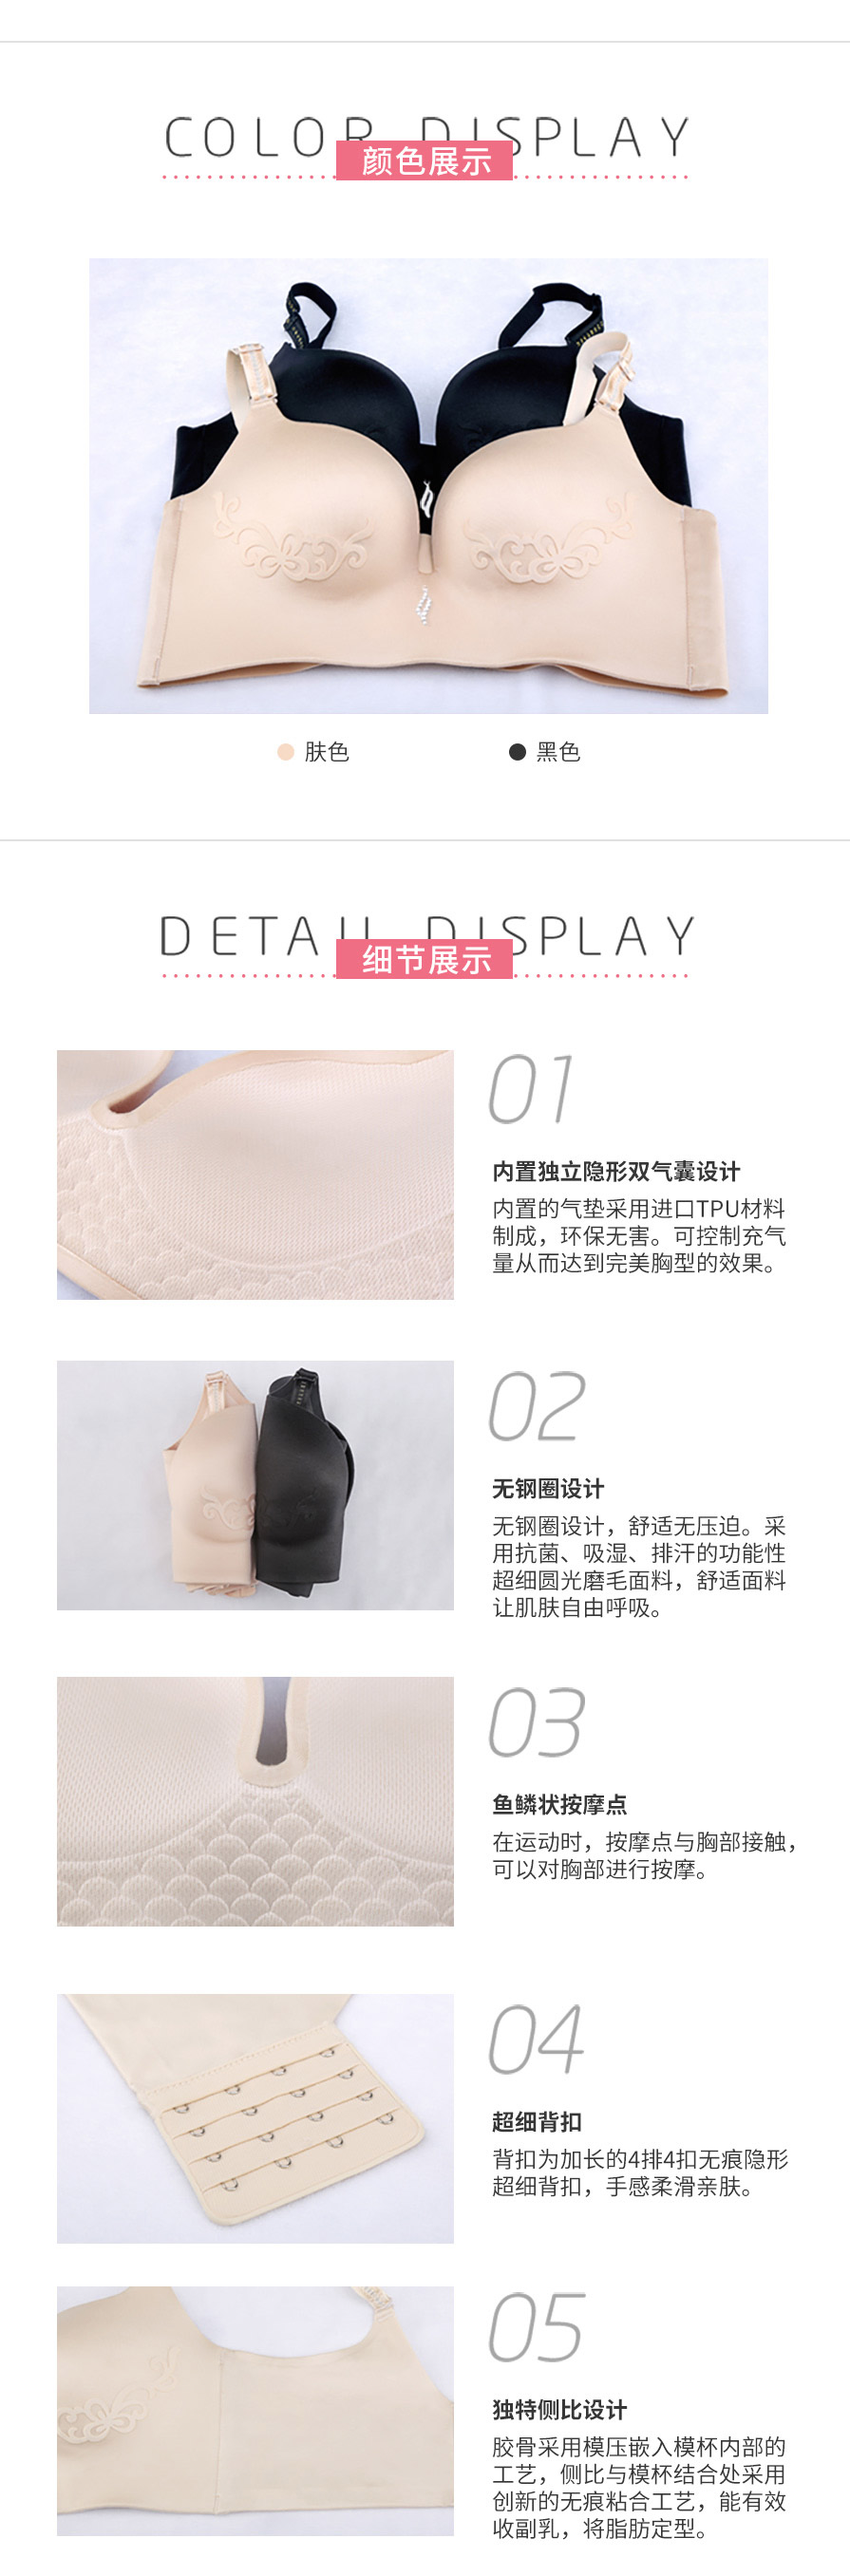 COLOR DISPLAY
颜色展示
肤色
黑色
DETAIL DISPLAY
细节展示
01
内置独立隐形双气囊设计
内置的气垫采用进口TPU材料
制成，环保无害。可控制充气
量从而达到完美胸型的效果。
02
无钢圈设计
无钢圈设计，舒适无压迫。采
用抗菌、吸湿、排汗的功能性
超细圆光磨毛面料，舒适面料
让肌肤自由呼吸。
03
鱼鳞状按摩点
在运动时，按摩点与胸部接触，
可以对胸部进行按摩。
04
超细背扣
背扣为加长的4排4扣无痕隐形
超细背扣，手感柔滑亲肤。
05
独特侧比设计
胶骨采用模压嵌入模杯内部的
工艺，侧比与模杯结合处采用
创新的无痕粘合工艺，能有效
收副乳，将脂肪定型。